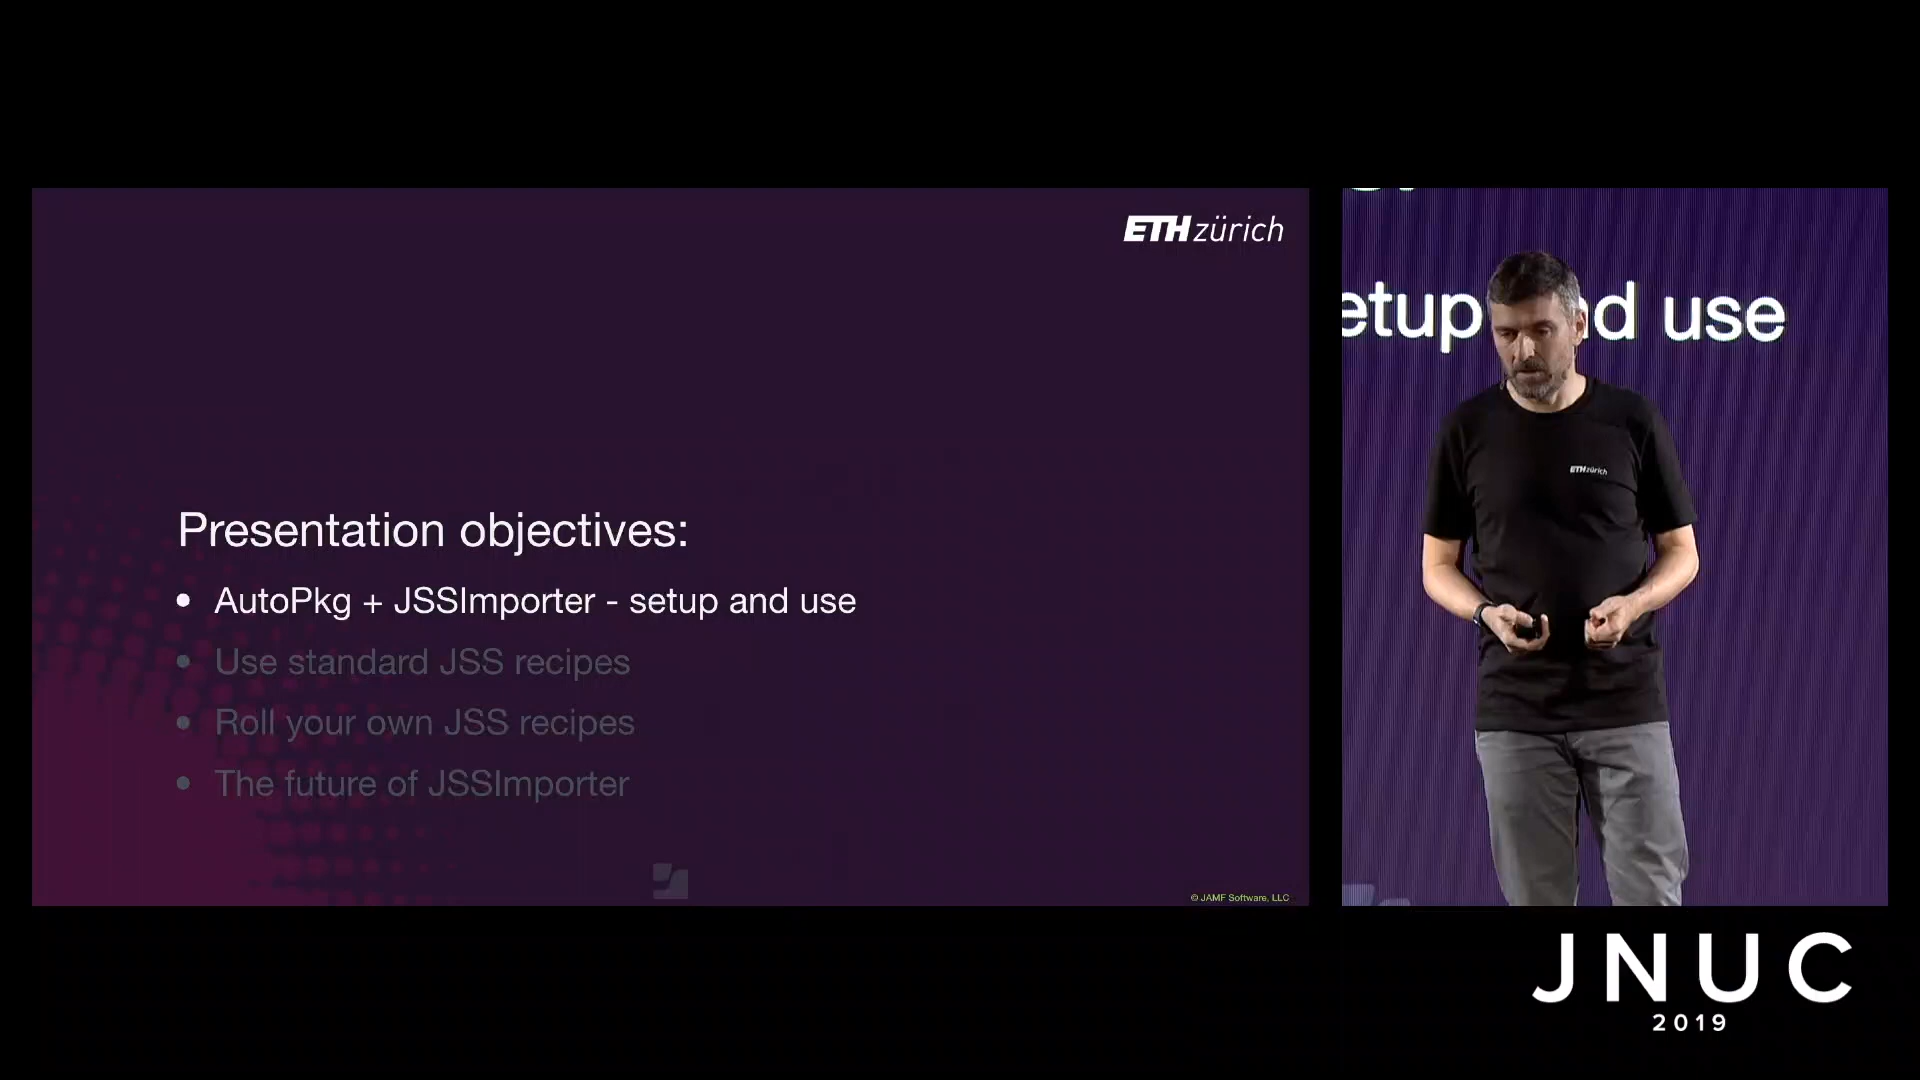 ETH zürich
Presentation objectives:
• AutoPkg + JSSImporter - setup and use
• Use standard JSS recipes
• Roll your own JSS recipes
• The future of JSSImporter
© JAMF Software, LLC
etup and use
ETH zürich
JNUC
2019